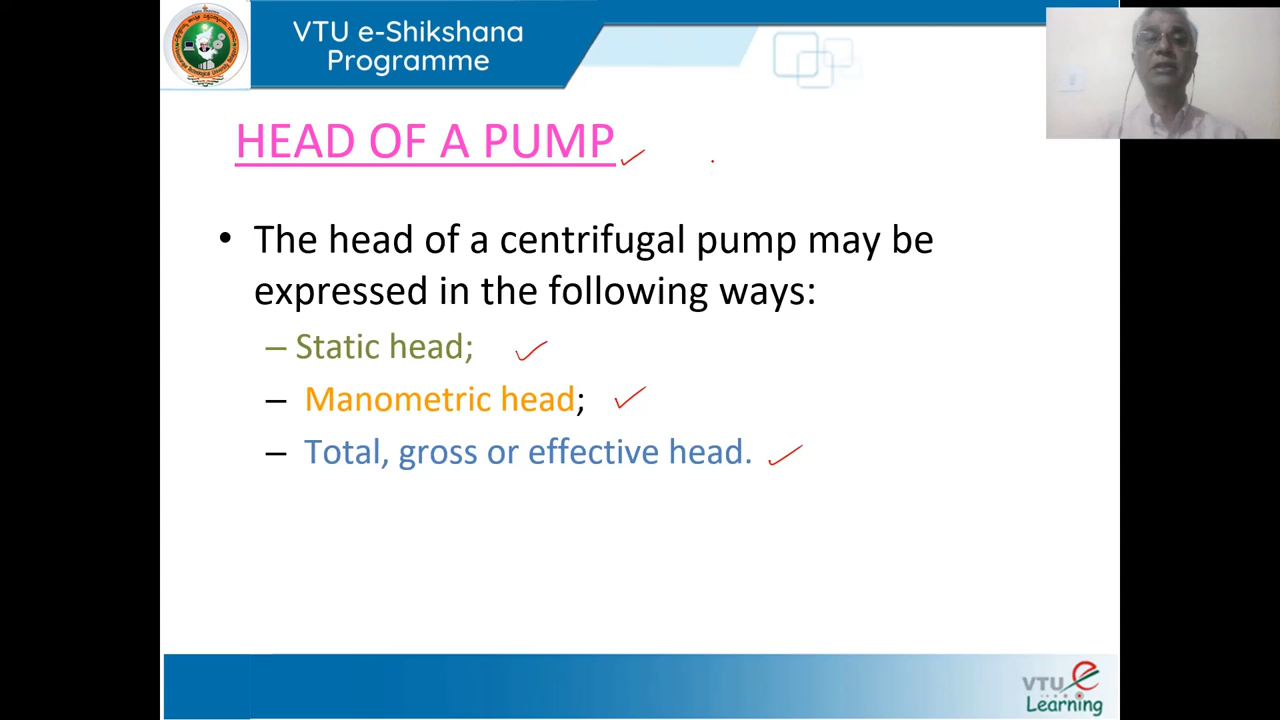 VTU e-Shikshana
Programme
HEAD OF A PUMP
• The head of a centrifugal pump may be
expressed in the following ways:
– Static head;
– Manometric head;
– Total, gross or effective head.
VTU e
Learning